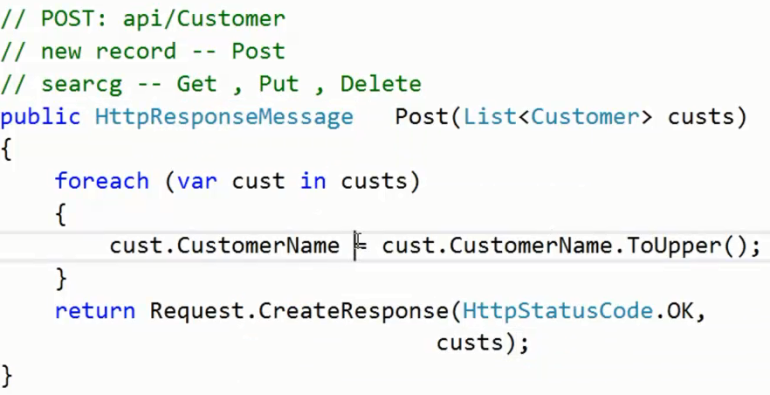 // POST: api/Customer
// new record -- Post
// searcg -- Get , Put , Delete
public HttpResponseMessage   Post(List<Customer> custs)
{
    foreach (var cust in custs)
    {
        cust.CustomerName = cust.CustomerName.ToUpper();
    }
    return Request.CreateResponse(HttpStatusCode.OK,
                                custs);
}